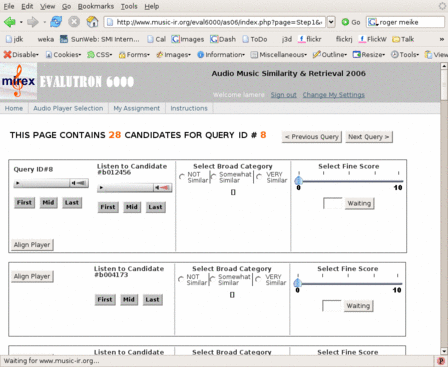 File Edit View Go Bookmarks Tools Help
http://www.music-ir.org/eval6000/as06/index.php?page=Step1& Go roger meike
jdk weka SunWeb: SMI Intern... Cal Images Dash ToDo j3d flickr flickrj FlickW Talk
Disable CSS Forms Images Information Miscellaneous Outline Resize Tools View
mirex EVALUTRON 6000 Audio Music Similarity & Retrieval 2006
Welcome lamere Sign out Change My Settings
Home Audio Player Selection My Assignment Instructions
THIS PAGE CONTAINS 28 CANDIDATES FOR QUERY ID # 8 < Previous Query Next Query >
Query ID#8 Listen to Candidate #b012456 Select Broad Category Select Fine Score
NOT Similar Somewhat Similar VERY Similar
[]
0 10
First Mid Last First Mid Last Waiting
Align Player
Align Player Listen to Candidate #b004173 Select Broad Category Select Fine Score
NOT Similar Somewhat Similar VERY Similar
[]
0 10
First Mid Last Waiting
Listen to Candidate Select Broad Category Select Fine Score
Waiting for www.music-ir.org...